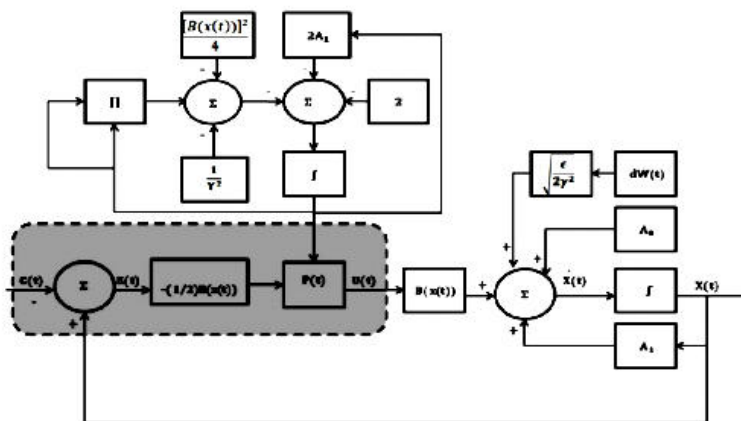 [B(x(t))]²
4
2A₁
-
-
∏
Σ
-
-
Σ
-
2
-
1
γ²
∫
√ϵ
2γ²
dW(t)
+
A₀
+
C(t)
-
Σ
+
E(t)
-(1/2)B(x(t))
P(t)
U(t)
B(x(t))
+
Σ
+
Ẋ(t)
∫
X(t)
A₁